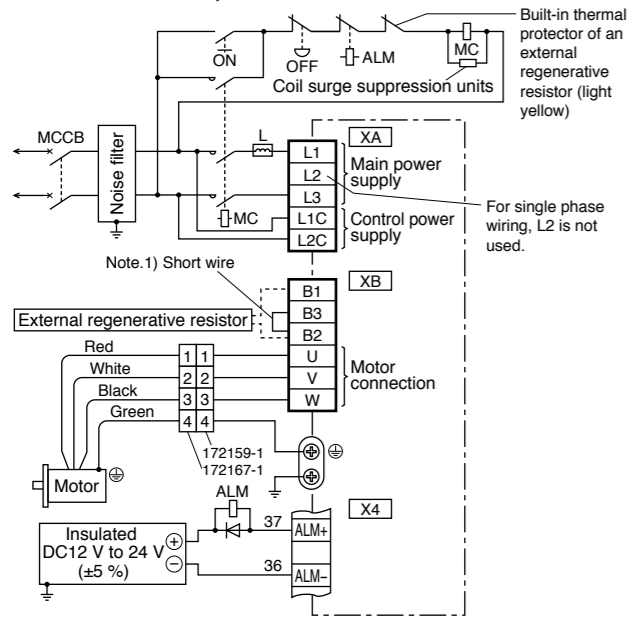 Built-in thermal
protector of an
external
regenerative
resistor (light
yellow)
ON
OFF
ALM
MC
Coil surge suppression units
MCCB
Noise filter
L
MC
XA
L1
L2
L3
L1C
L2C
Main power
supply
Control power
supply
For single phase
wiring, L2 is not
used.
Note.1) Short wire
XB
B1
B3
B2
U
V
W
External regenerative resistor
Motor
connection
Red
White
Black
Green
1 1
2 2
3 3
4 4
172159-1
172167-1
Motor
ALM
X4
37
ALM+
36
ALM−
Insulated
DC12 V to 24 V
(±5 %)
+
−